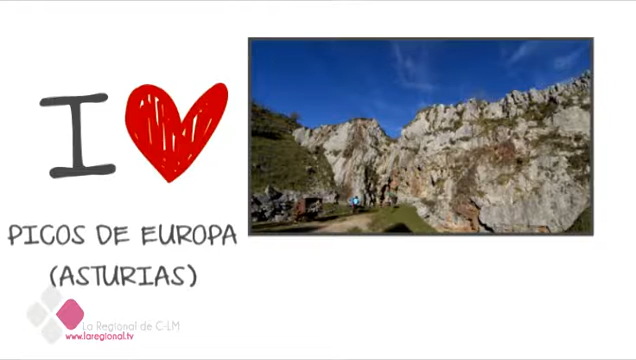 I
PICOS DE EUROPA
(ASTURIAS)
La Regional de C-LM
www.laregional.tv